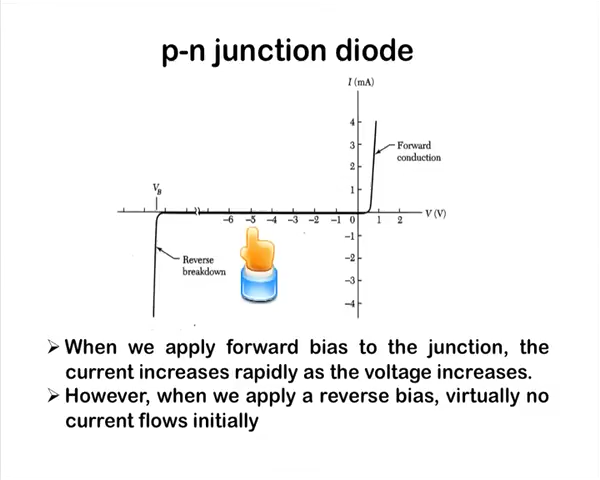 p-n junction diode
I (mA)
4
3
2
1
Forward
conduction
V_B
-6 -5 -4 -3 -2 -1 0 1 2 V (V)
-1
-2
-3
-4
Reverse
breakdown
➢ When we apply forward bias to the junction, the
current increases rapidly as the voltage increases.
➢ However, when we apply a reverse bias, virtually no
current flows initially